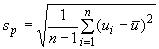 s_p = √( 1/(n−1) ∑_{i=1}^{n} (u_i − u̅)² )